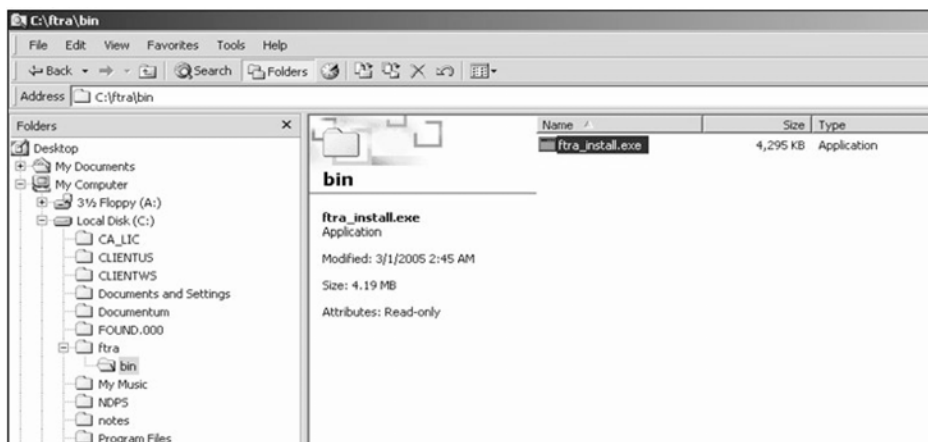 C:\ftra\bin
File Edit View Favorites Tools Help
Back Search Folders
Address C:\ftra\bin
Folders
Desktop
My Documents
My Computer
3½ Floppy (A:)
Local Disk (C:)
CA_LIC
CLIENTUS
CLIENTWS
Documents and Settings
Documentum
FOUND.000
ftra
bin
My Music
NDPS
notes
Program Files
bin
ftra_install.exe
Application
Modified: 3/1/2005 2:45 AM
Size: 4.19 MB
Attributes: Read-only
Name Size Type
ftra_install.exe 4,295 KB Application